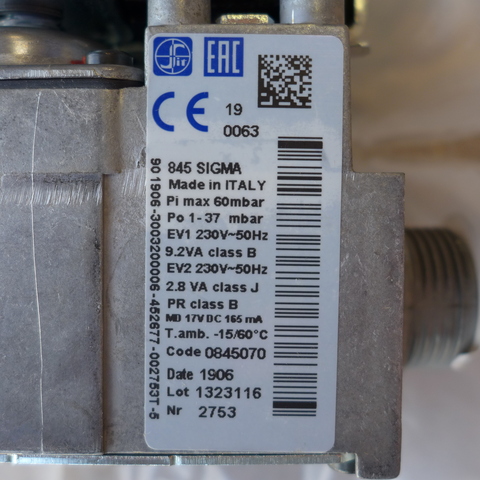 Sit EAC
CE 19
0063
845 SIGMA
Made in ITALY
Pi max 60mbar
Po 1- 37 mbar
EV1 230V~50Hz
9.2VA class B
EV2 230V~50Hz
2.8 VA class J
PR class B
MD 17V DC 165 mA
T.amb. -15/60°C
Code 0845070
Date 1906
Lot 1323116
Nr 2753
90 1906-0003200006-452677-002753T-5